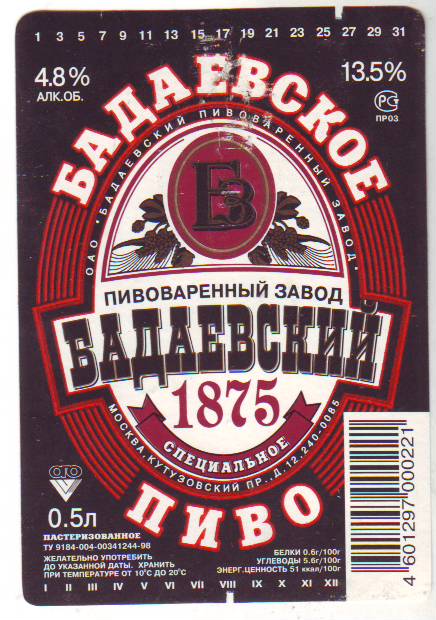 1 3 5 7 9 11 13 15 17 19 21 23 25 27 29 31
4.8% 13.5%
АЛК.ОБ.
PG
ПР03
БАДАЕВСКОЕ
ОАО "БАДАЕВСКИЙ ПИВОВАРЕННЫЙ ЗАВОД"
БЗ
ПИВОВАРЕННЫЙ ЗАВОД
БАДАЕВСКИЙ
1875
СПЕЦИАЛЬНОЕ
МОСКВА, КУТУЗОВСКИЙ ПР., Д.12, 240-0085
ПИВО
0.5л
ПАСТЕРИЗОВАННОЕ
ТУ 9184-004-00341244-98
ЖЕЛАТЕЛЬНО УПОТРЕБИТЬ
ДО УКАЗАННОЙ ДАТЫ. ХРАНИТЬ
ПРИ ТЕМПЕРАТУРЕ ОТ 10°С ДО 20°С
БЕЛКИ 0.6г/100г
УГЛЕВОДЫ 5.6г/100г
ЭНЕРГ.ЦЕННОСТЬ 51 ккал/100г
I II III IV V VI VII VIII IX X XI XII
4 601297 000221